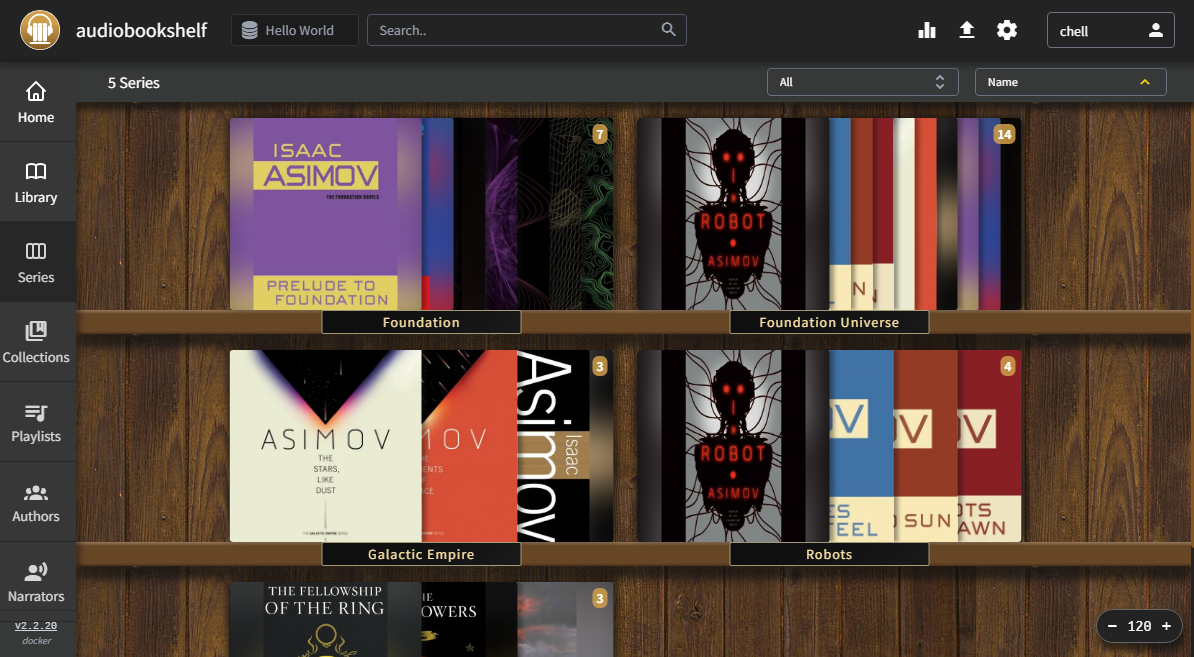 audiobookshelf
Hello World
Search..
chell
5 Series
All
Name
Home
Library
Series
Collections
Playlists
Authors
Narrators
v2.2.20
docker
ISAAC
ASIMOV
THE FOUNDATION NOVELS
PRELUDE TO
FOUNDATION
7
Foundation
ROBOT
ASIMOV
N
14
Foundation Universe
ASIMOV
THE
STARS,
LIKE
DUST
MOV
ENTS
Asimov
Isaac
3
Galactic Empire
ROBOT
ASIMOV
OV
ES
EEL
OV
SUN
OV
OTS
AWN
4
Robots
THE FELLOWSHIP
OF THE RING
OWERS
3
− 120 +